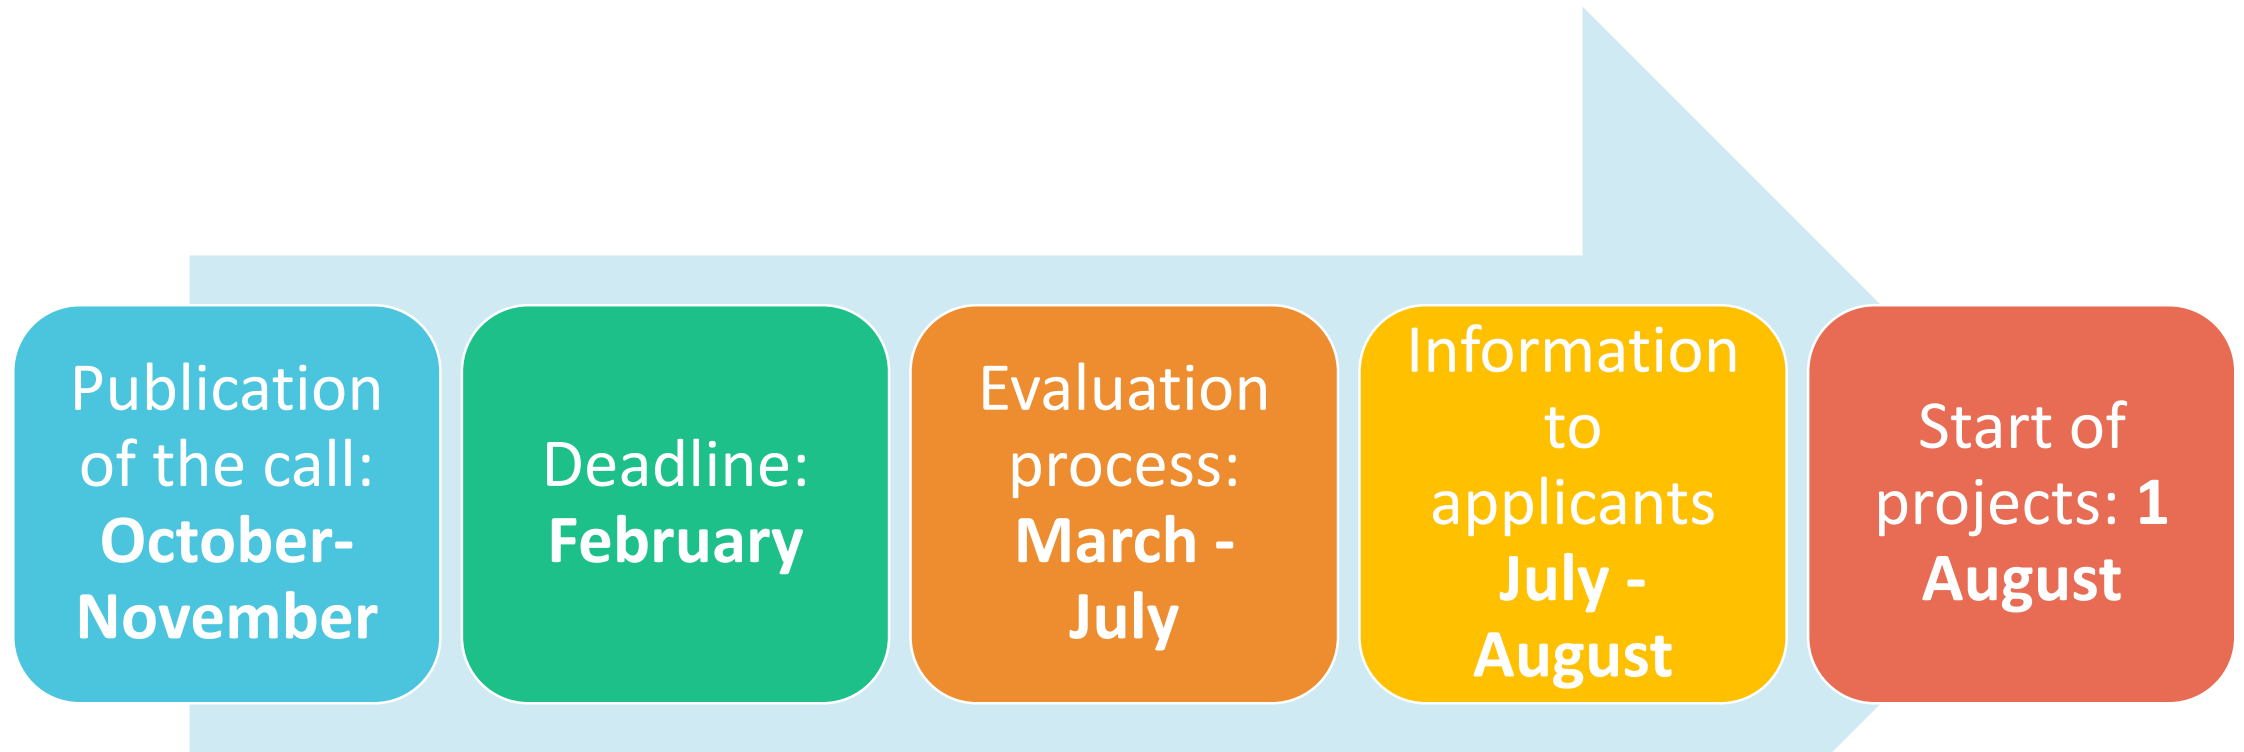 Publication
of the call:
October-
November
Deadline:
February
Evaluation
process:
March -
July
Information
to
applicants
July -
August
Start of
projects: 1
August